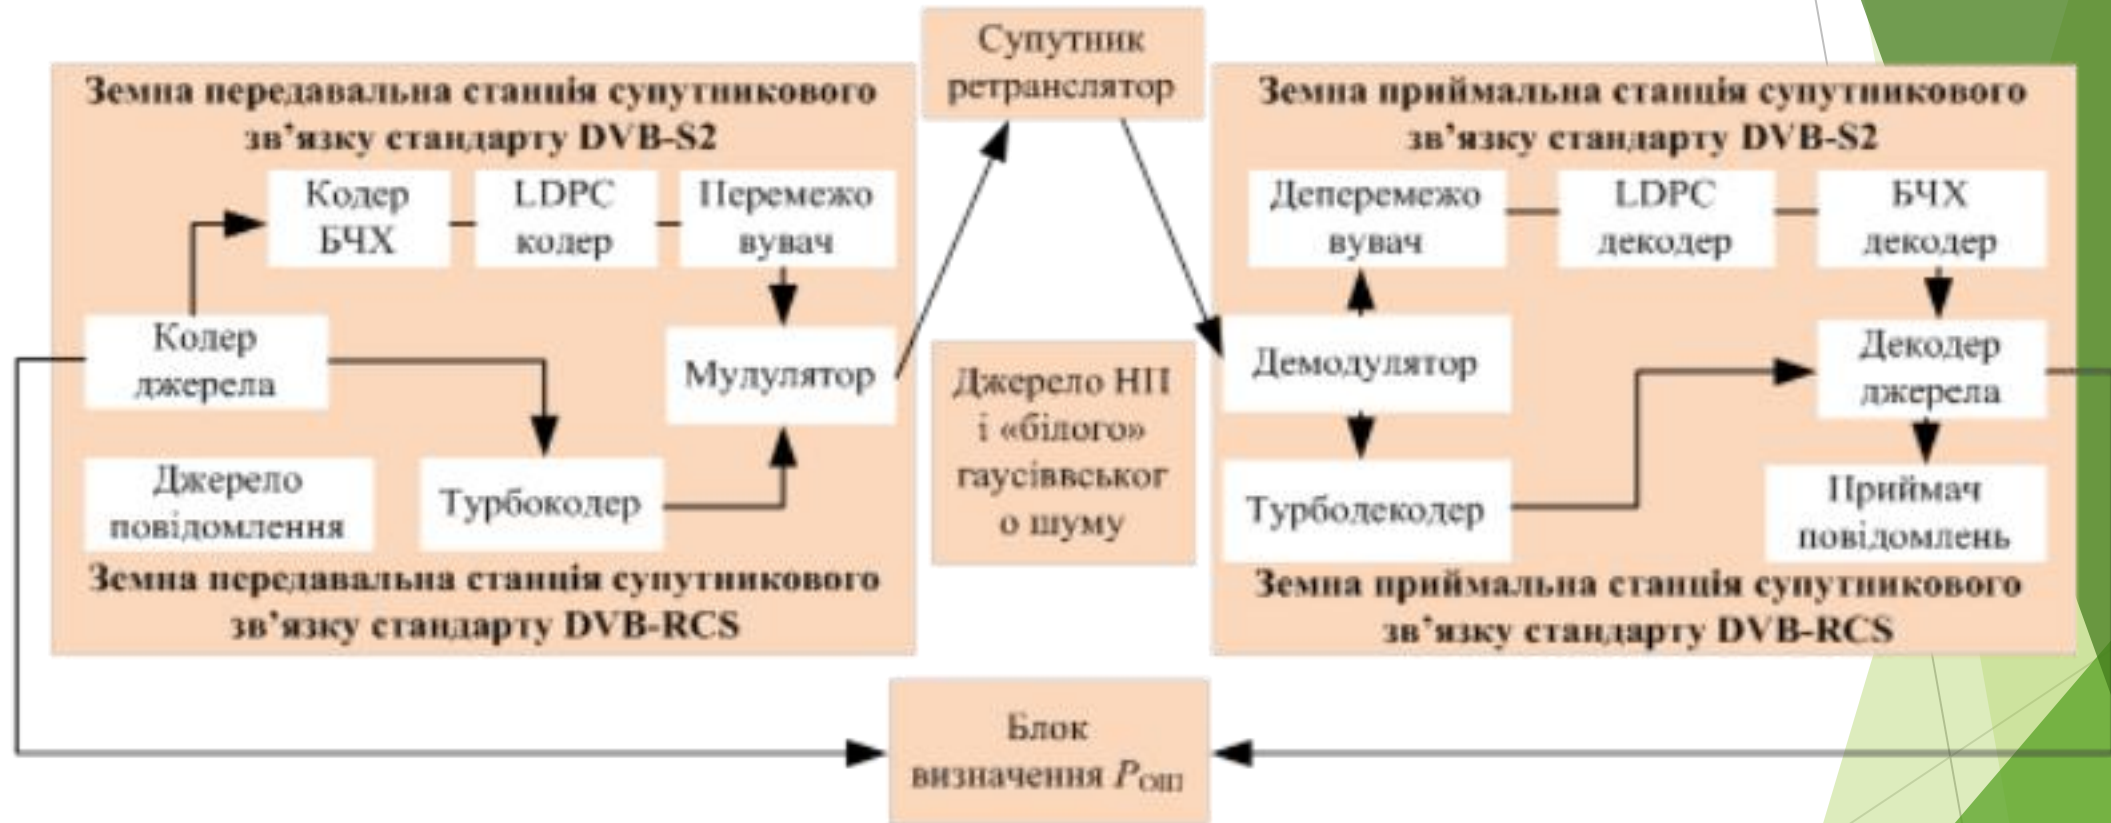 Супутник
ретранслятор
Земна передавальна станція супутникового
зв’язку стандарту DVB-S2
Кодер
БЧХ
LDPC
кодер
Перемежо
вувач
Кодер
джерела
Мулулятор
Джерело
повідомлення
Турбокодер
Земна передавальна станція супутникового
зв’язку стандарту DVB-RCS
Джерело НП
і «білого»
гаусіввськог
о шуму
Земна приймальна станція супутникового
зв’язку стандарту DVB-S2
Деперемежо
вувач
LDPC
декодер
БЧХ
декодер
Демодулятор
Декодер
джерела
Турбодекодер
Приймач
повідомлень
Земна приймальна станція супутникового
зв’язку стандарту DVB-RCS
Блок
визначення PОШ